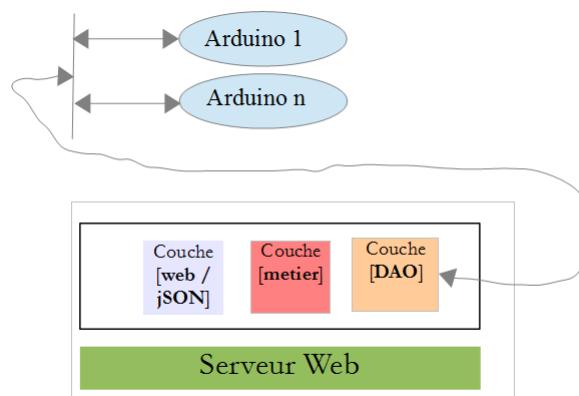 Arduino 1
Arduino n
Couche
[web /
jSON]
Couche
[metier]
Couche
[DAO]
Serveur Web